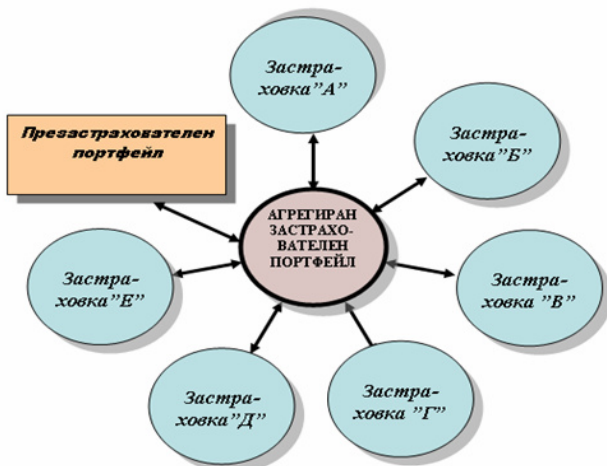 Застра-
ховка”А”
Презастрахователен
портфейл
Застра-
ховка”Б”
АГРЕГИРАН
ЗАСТРАХО-
ВАТЕЛЕН
ПОРТФЕЙЛ
Застра-
ховка”Е”
Застра-
ховка ”В”
Застра-
ховка”Д”
Застра-
ховка ”Г”